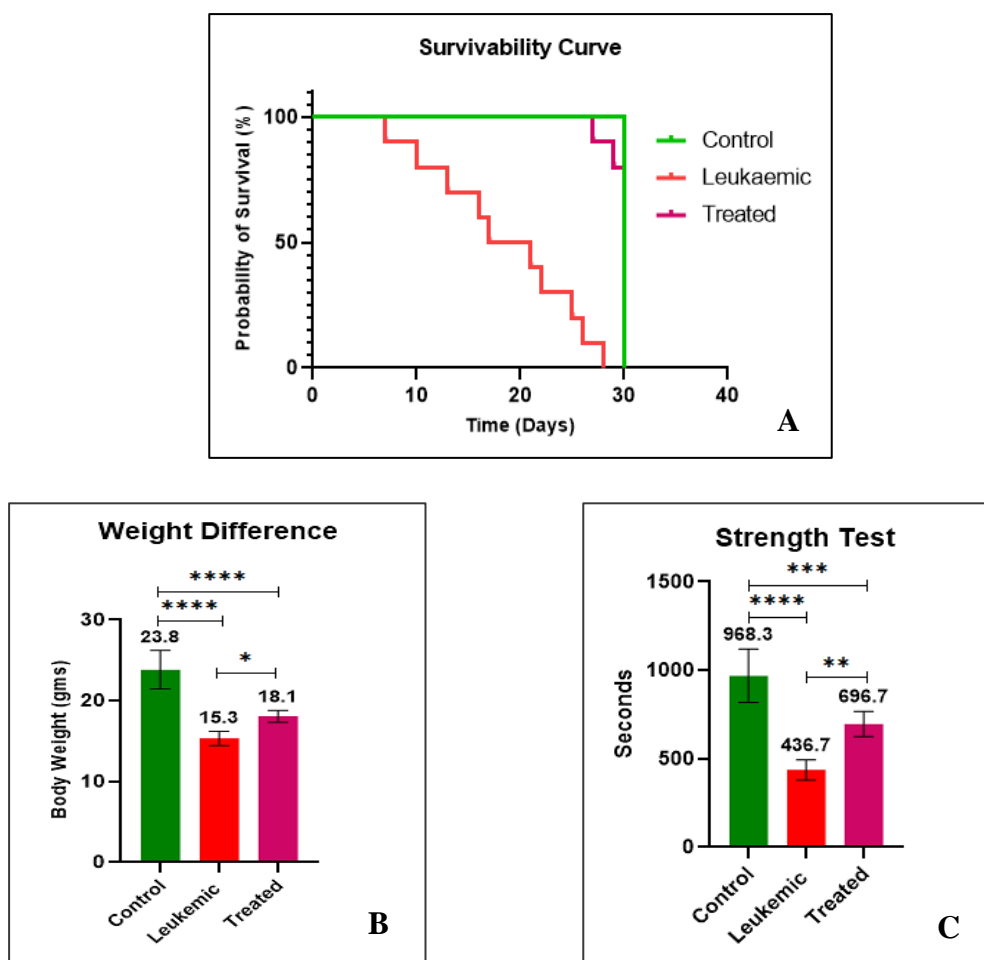 Survivability Curve
Probability of Survival (%)
100
50
0
0 10 20 30 40
Time (Days)
Control
Leukaemic
Treated
A
Weight Difference
****
****
*
Body Weight (gms)
30
20
10
0
23.8
15.3
18.1
Control
Leukemic
Treated
B
Strength Test
***
****
**
Seconds
1500
1000
500
0
968.3
436.7
696.7
Control
Leukemic
Treated
C